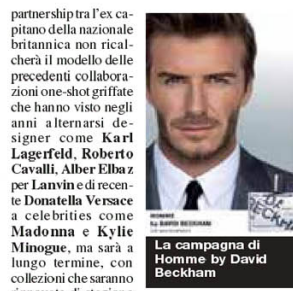 partnership tra l'ex ca-
pitano della nazionale
britannica non rical-
cherà il modello delle
precedenti collabora-
zioni one-shot griffate
che hanno visto negli
anni alternarsi de-
signer come Karl
Lagerfeld, Roberto
Cavalli, Alber Elbaz
per Lanvin e di recen-
te Donatella Versace
a celebrities come
Madonna e Kylie
Minogue, ma sarà a
lungo termine, con
collezioni che saranno
HOMME
by DAVID BECKHAM
La campagna di
Homme by David
Beckham